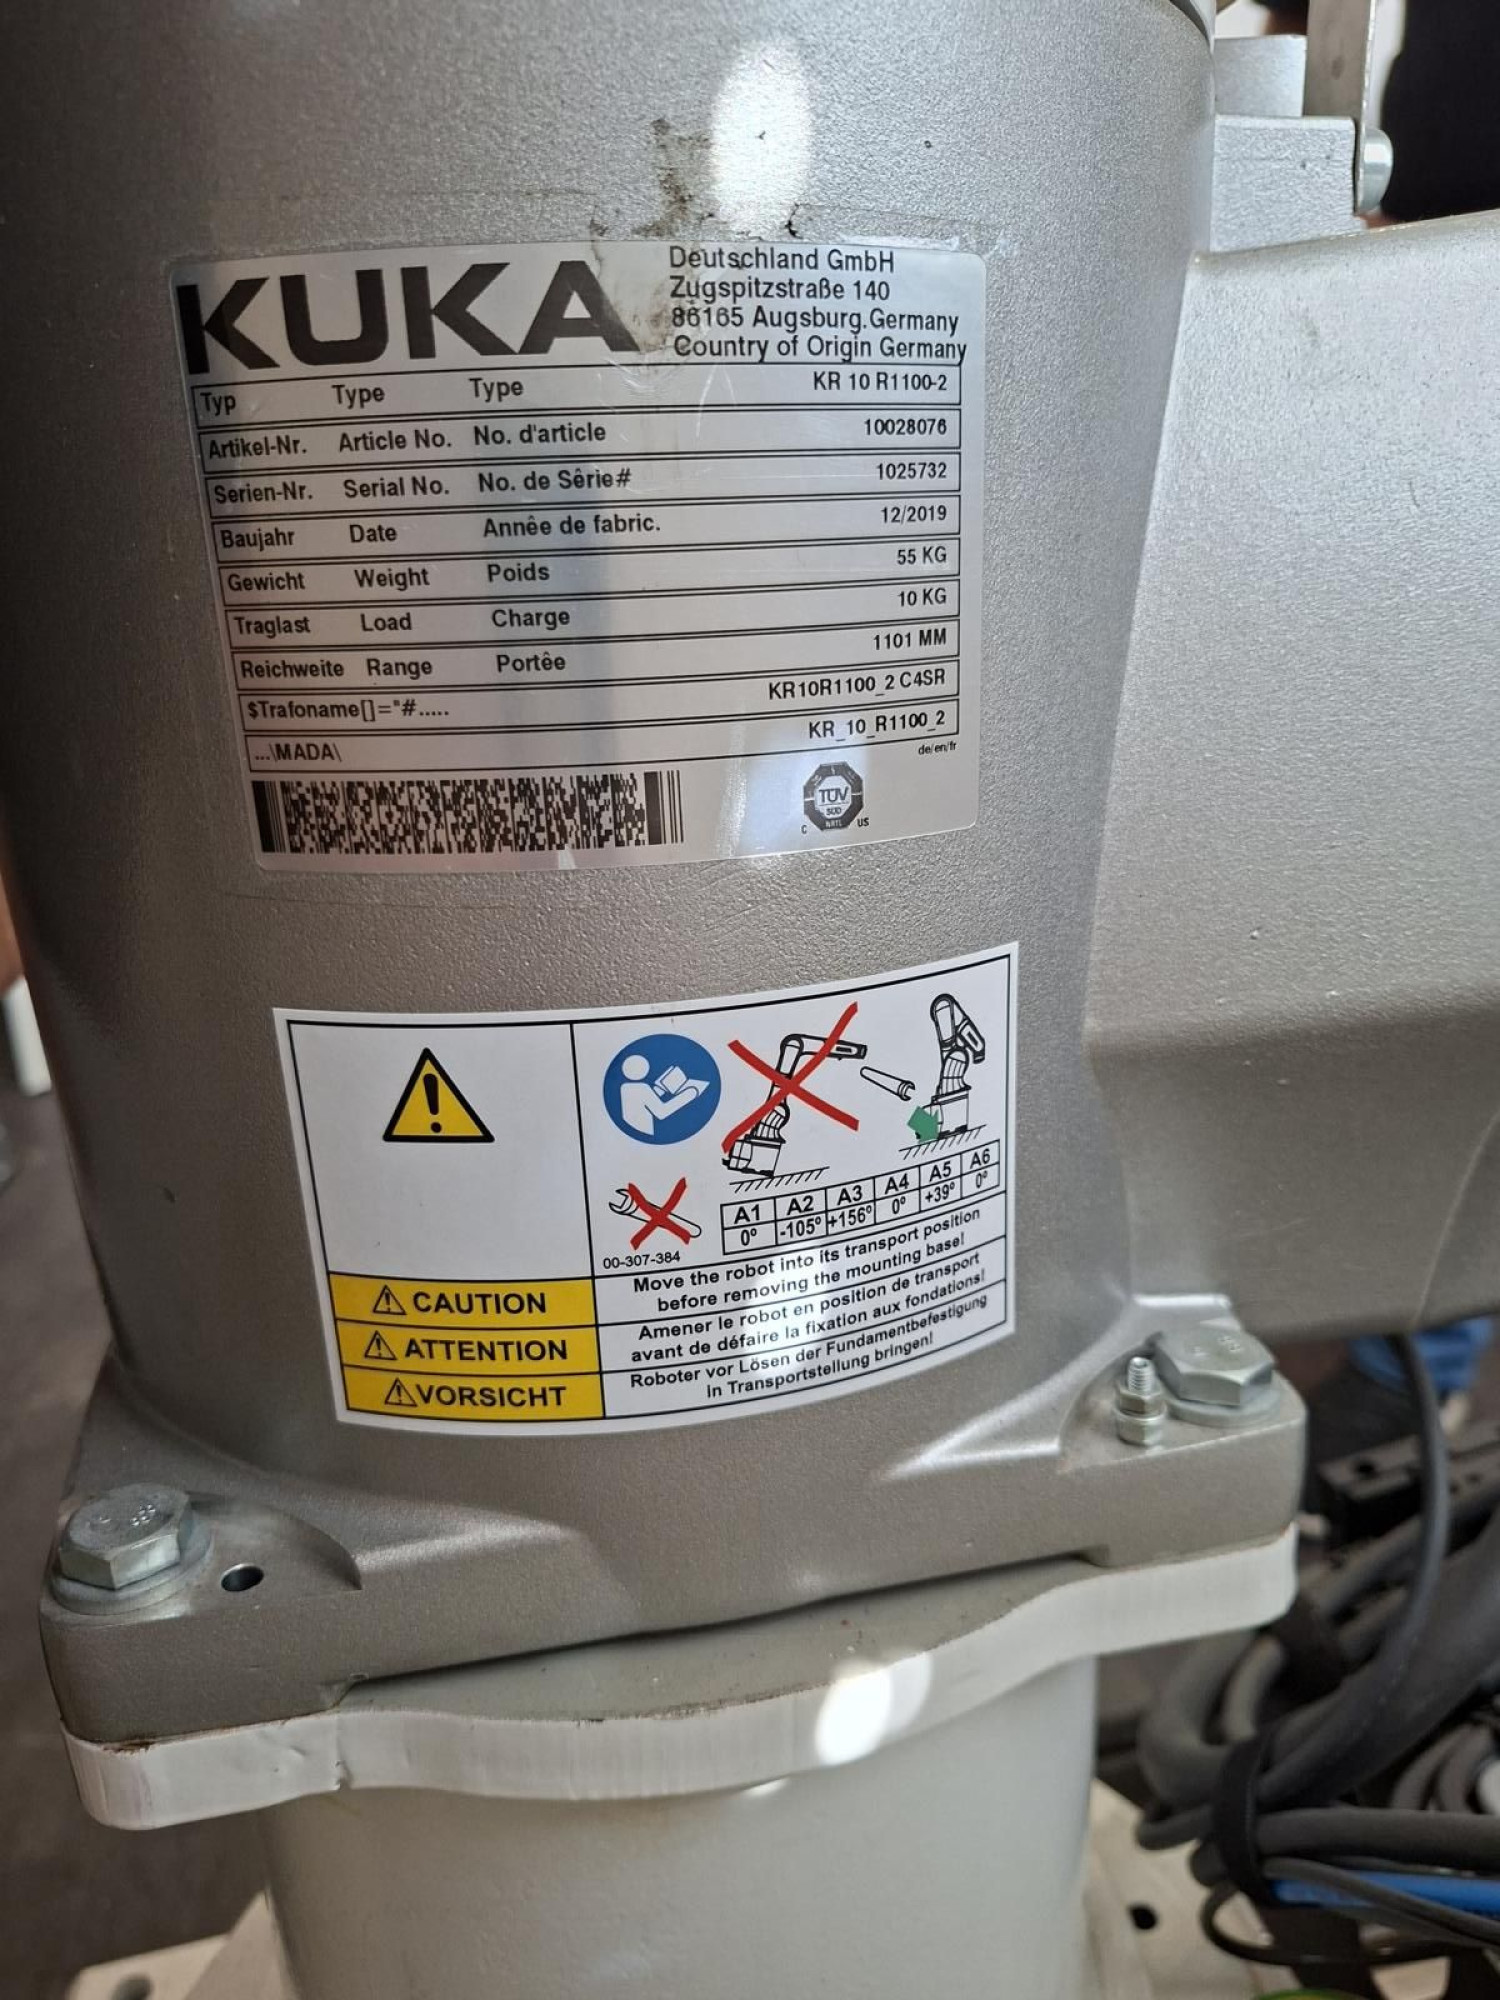 KUKA
Deutschland GmbH
Zugspitzstraße 140
86165 Augsburg.Germany
Country of Origin Germany
Typ Type Type KR 10 R1100-2
Artikel-Nr. Article No. No. d'article 10028076
Serien-Nr. Serial No. No. de Sêrie# 1025732
Baujahr Date Annêe de fabric. 12/2019
Gewicht Weight Poids 55 KG
Traglast Load Charge 10 KG
Reichweite Range Portêe 1101 MM
$Trafoname[]="#..... KR10R1100_2 C4SR
...\MADA\ KR_10_R1100_2
de/en/fr
TÜV
SÜD
NRTL
C US
A1 A2 A3 A4 A5 A6
0° -105° +156° 0° +39° 0°
00-307-384
CAUTION
Move the robot into its transport position
before removing the mounting base!
ATTENTION
Amener le robot en position de transport
avant de défaire la fixation aux fondations!
VORSICHT
Roboter vor Lösen der Fundamentbefestigung
in Transportstellung bringen!